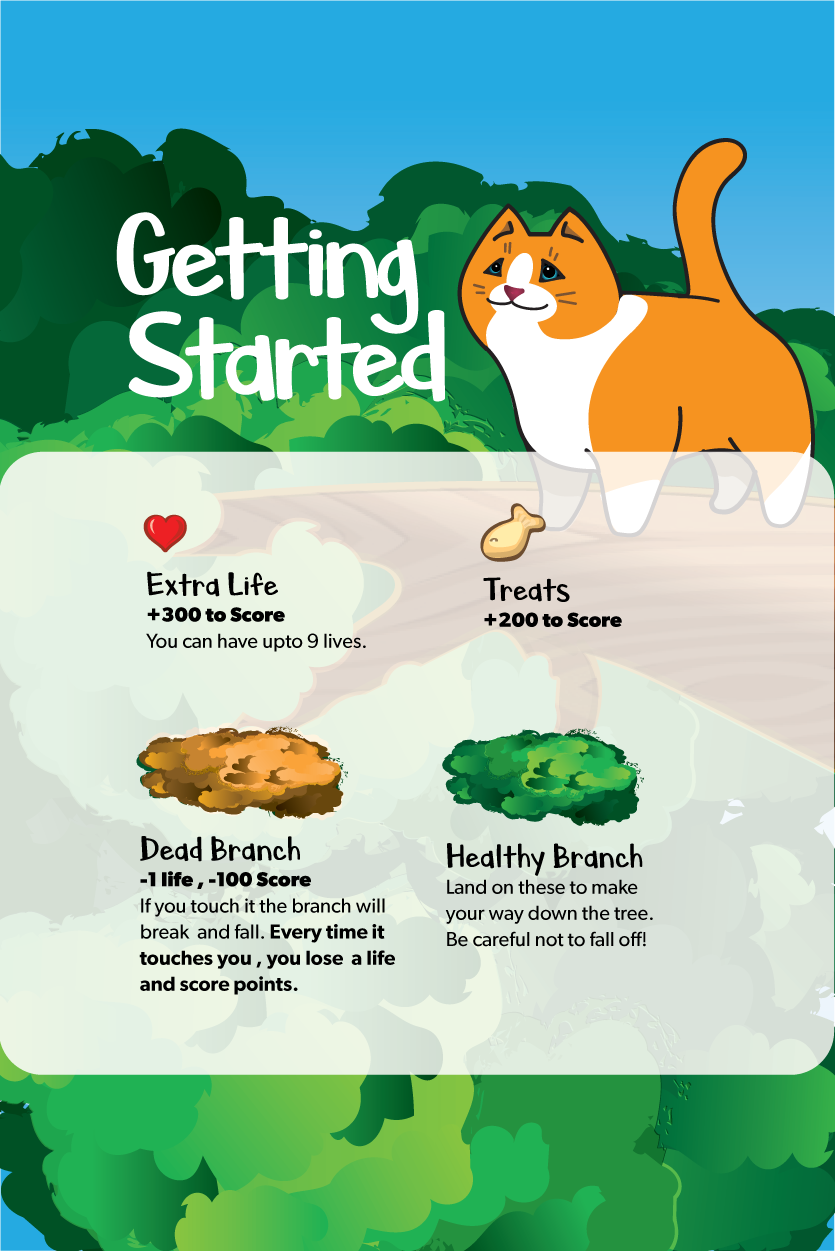 Getting
Started
Extra Life
+300 to Score
You can have upto 9 lives.
Treats
+200 to Score
Dead Branch
-1 life , -100 Score
If you touch it the branch will
break and fall. Every time it
touches you , you lose a life
and score points.
Healthy Branch
Land on these to make
your way down the tree.
Be careful not to fall off!